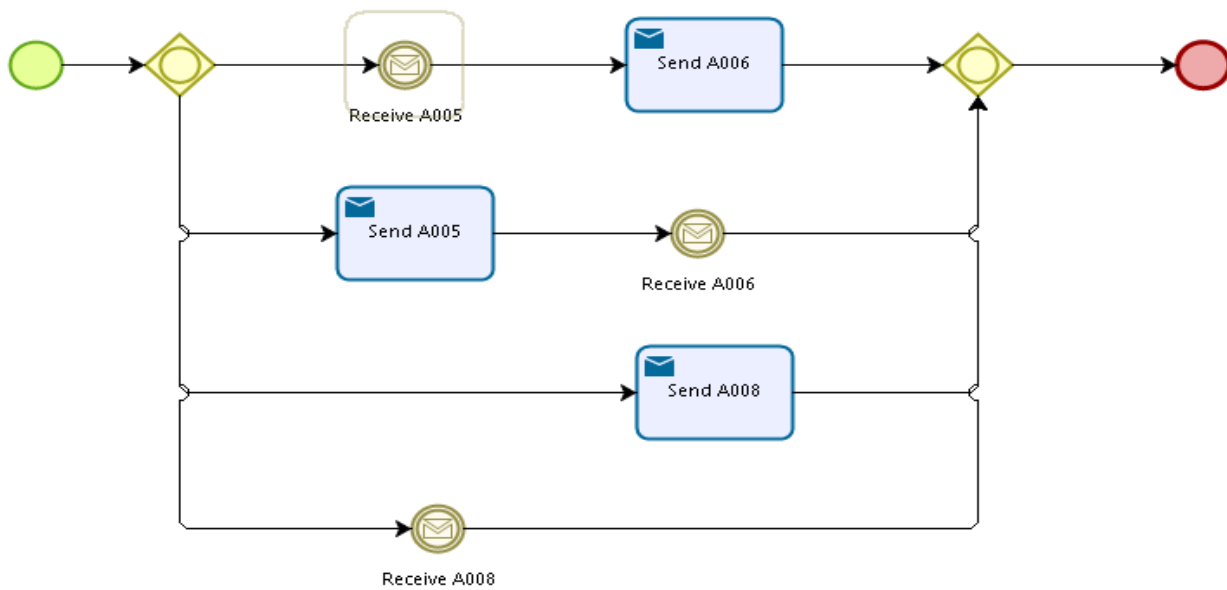 Send A006
Receive A005
Send A005
Receive A006
Send A008
Receive A008